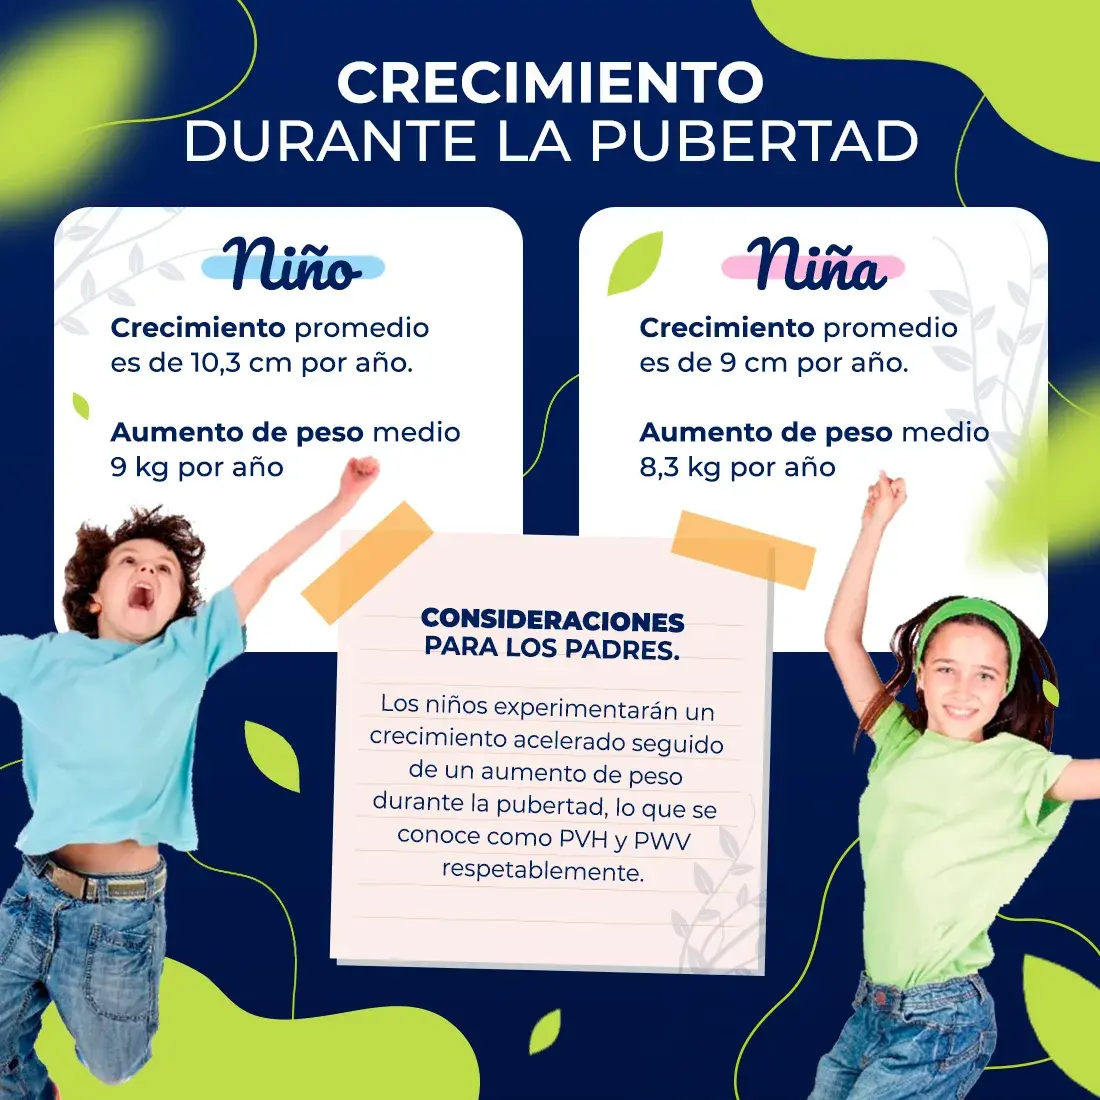 CRECIMIENTO
DURANTE LA PUBERTAD
Niño
Crecimiento promedio
es de 10,3 cm por año.
Aumento de peso medio
9 kg por año
Niña
Crecimiento promedio
es de 9 cm por año.
Aumento de peso medio
8,3 kg por año
CONSIDERACIONES
PARA LOS PADRES.
Los niños experimentarán un
crecimiento acelerado seguido
de un aumento de peso
durante la pubertad, lo que se
conoce como PVH y PWV
respetablemente.